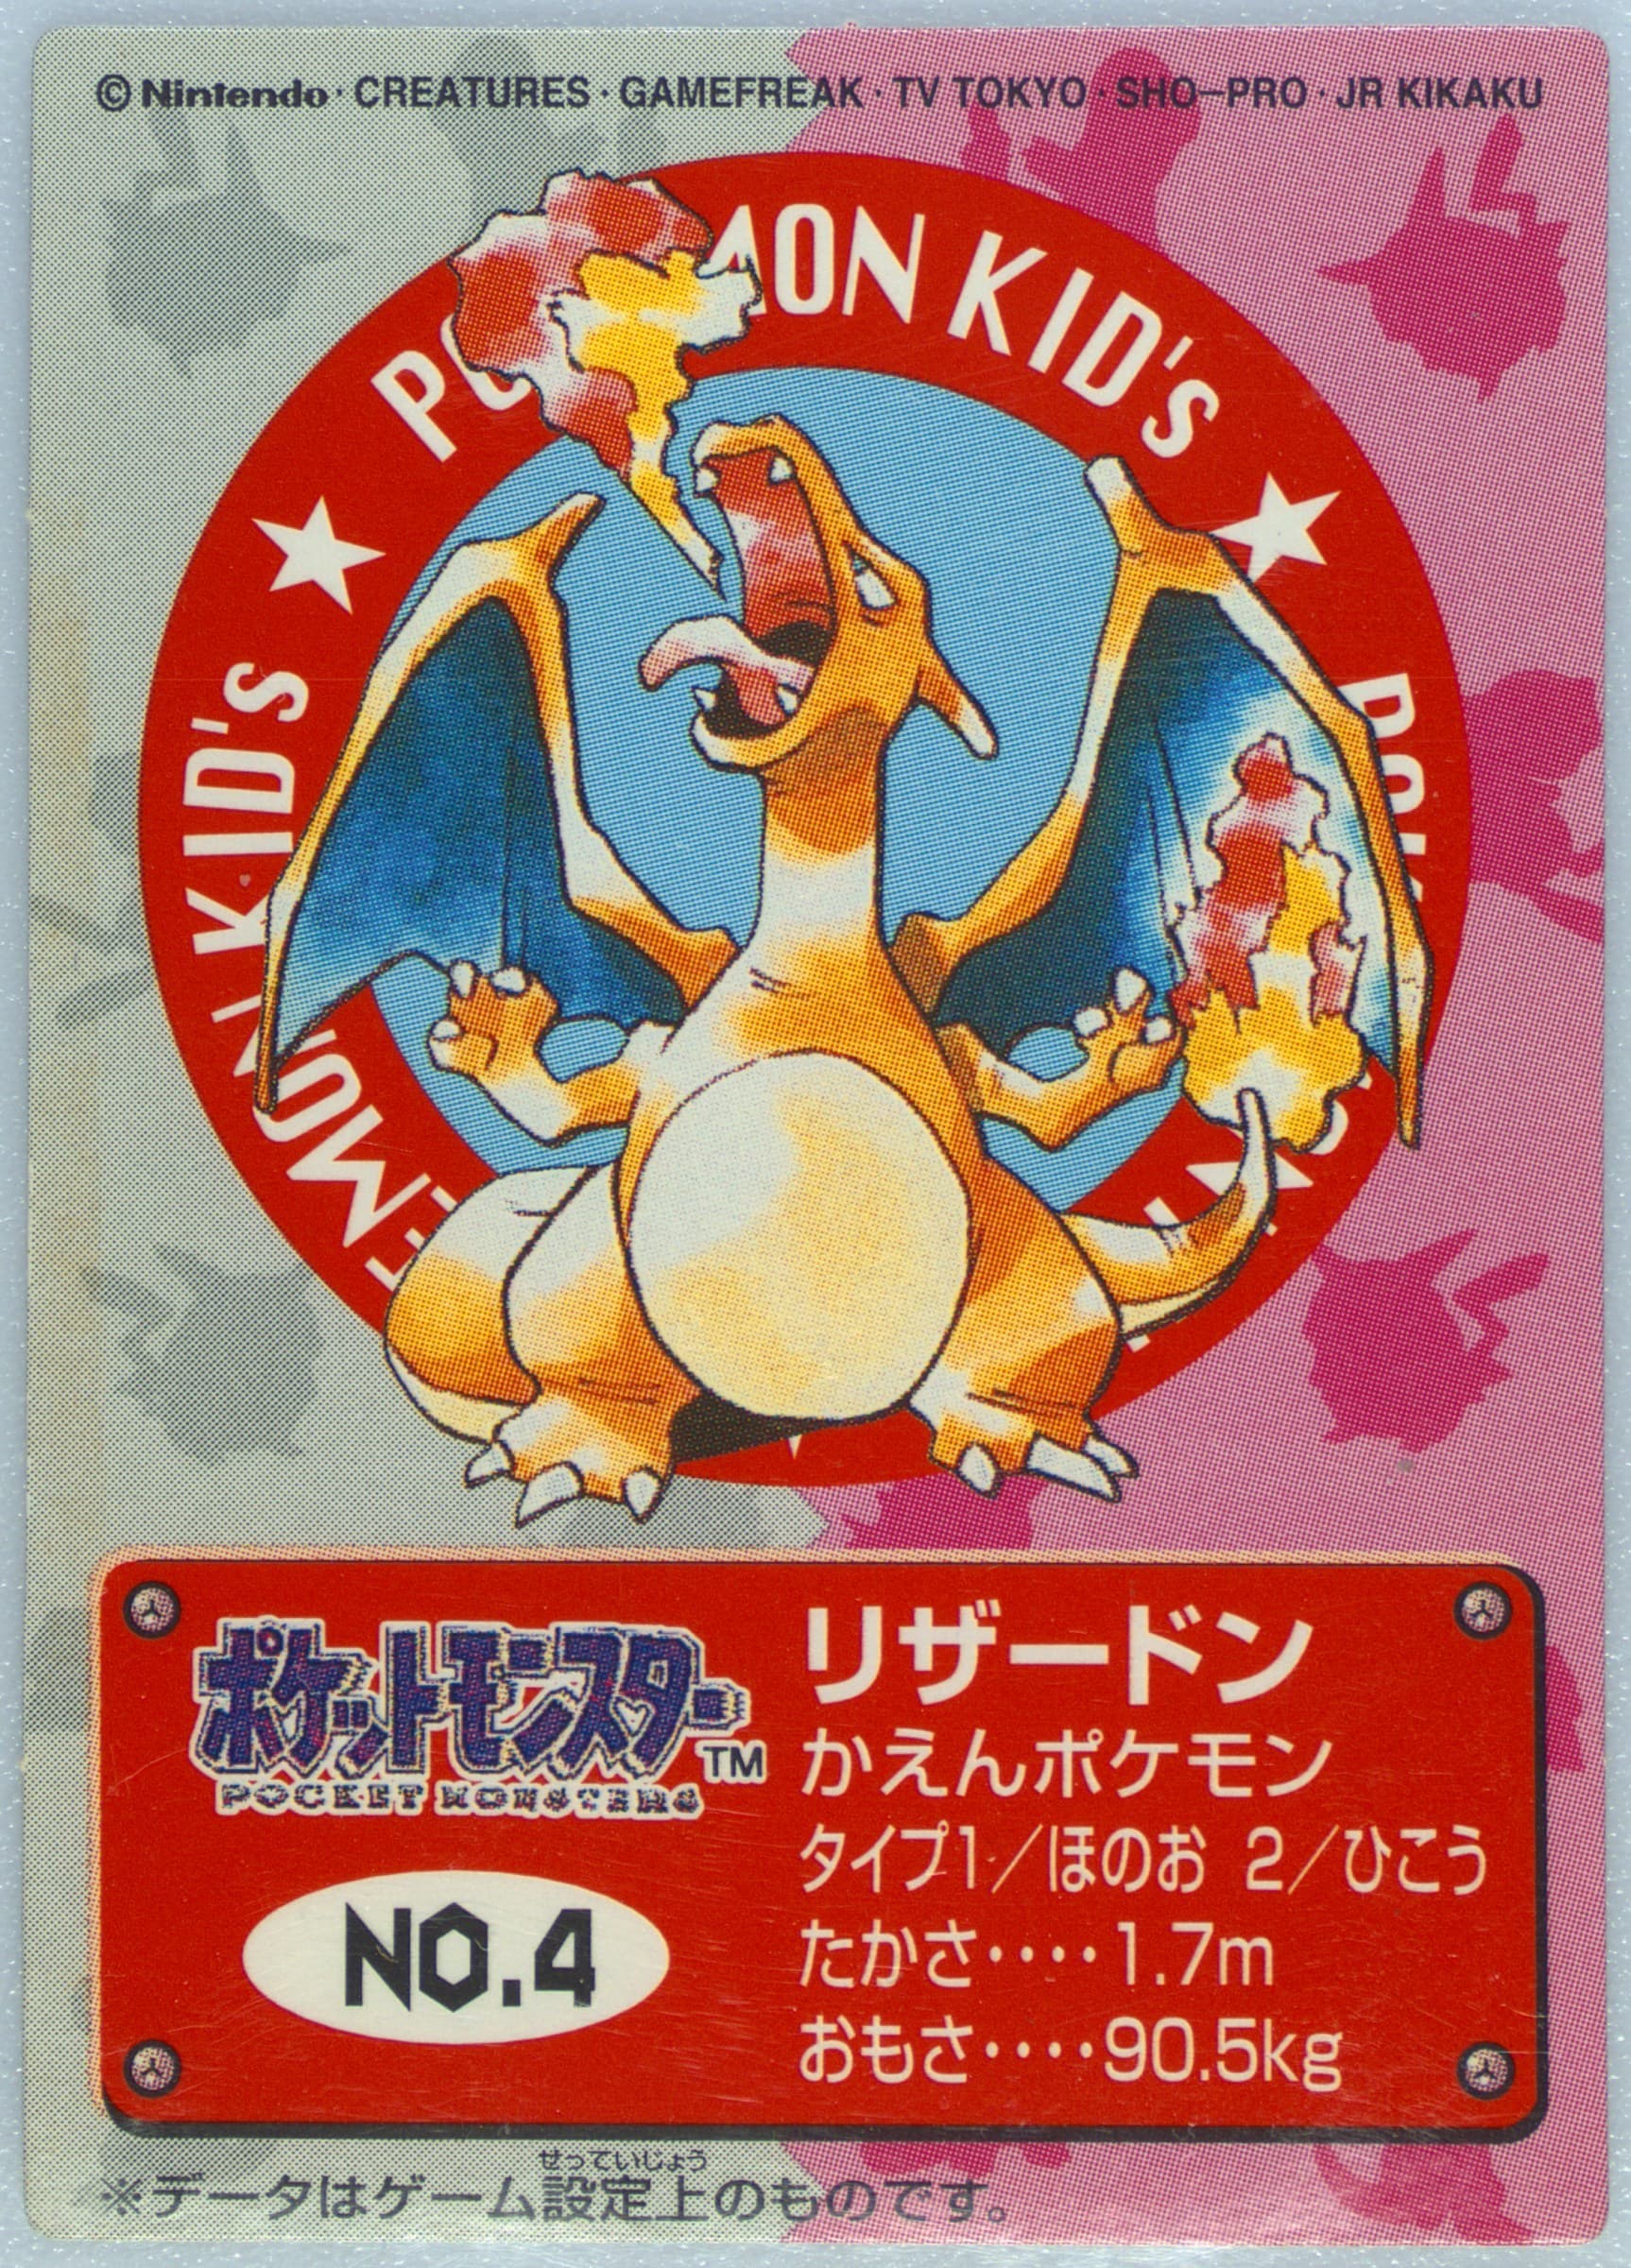 © Nintendo・CREATURES・GAMEFREAK・TV TOKYO・SHO-PRO・JR KIKAKU
MON KID's
MON KID's
ポケットモンスター TM
POCKET MONSTERS
NO.4
リザードン
かえんポケモン
タイプ1/ほのお 2/ひこう
たかさ‥‥1.7m
おもさ‥‥90.5kg
せっていじょう
※データはゲーム設定上のものです。